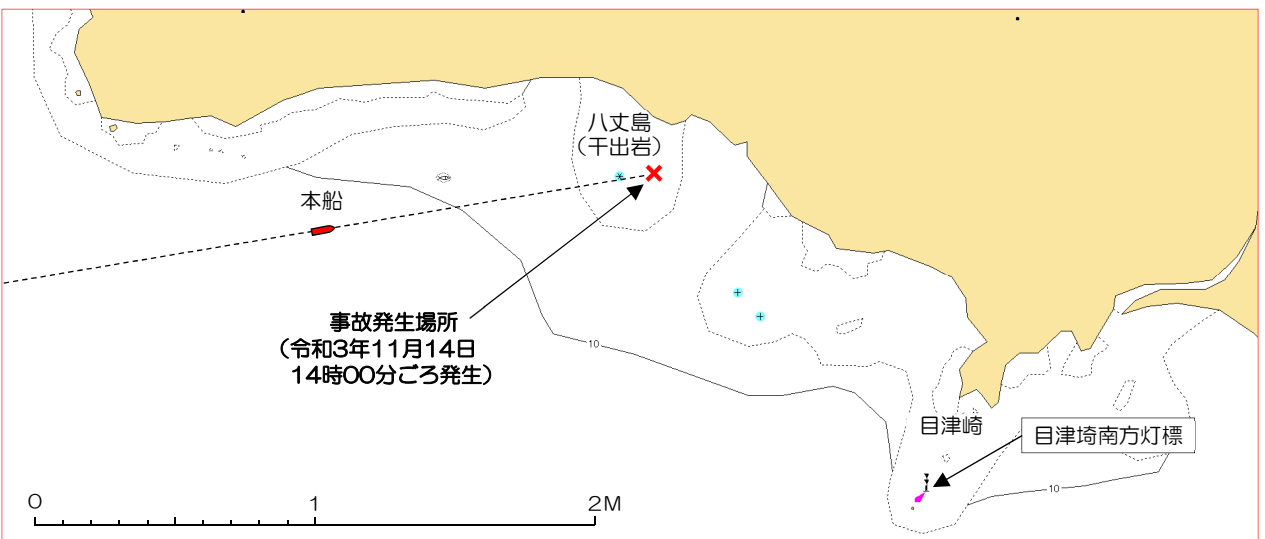 八丈島
（干出岩）
本船
事故発生場所
（令和3年11月14日
14時00分ごろ発生）
10
目津崎
目津埼南方灯標
10
0 1 2M